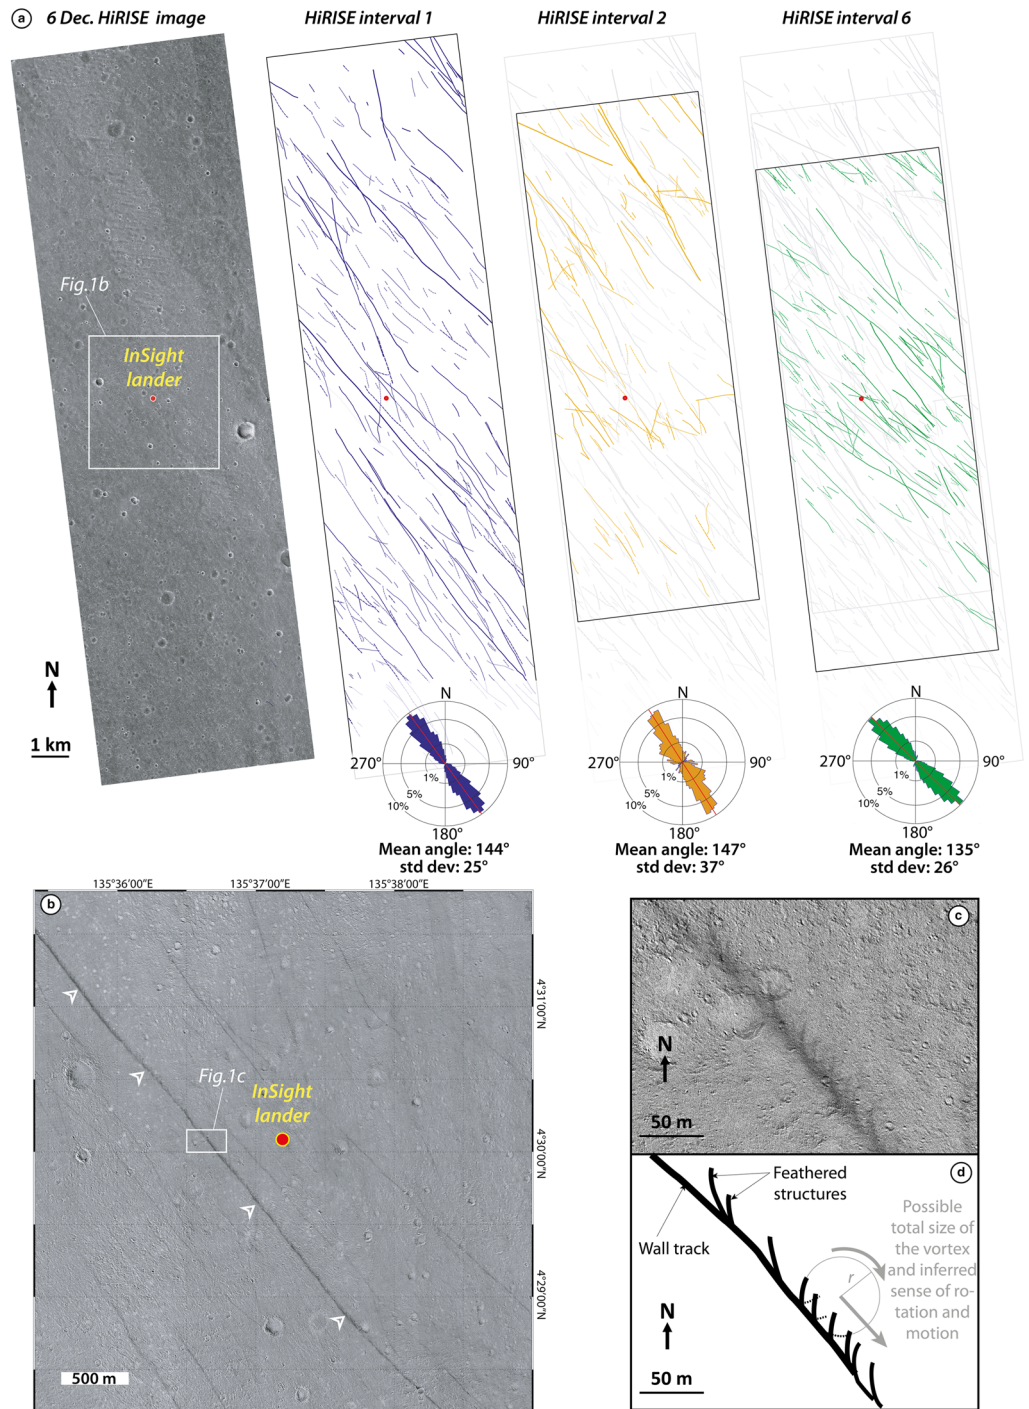 a 6 Dec. HiRISE image
HiRISE interval 1
HiRISE interval 2
HiRISE interval 6
Fig.1b
InSight
lander
N
1 km
N
270°
90°
1%
5%
10%
180°
Mean angle: 144°
std dev: 25°
N
270°
90°
1%
5%
10%
180°
Mean angle: 147°
std dev: 37°
N
270°
90°
1%
5%
10%
180°
Mean angle: 135°
std dev: 26°
135°36'00"E
135°37'00"E
135°38'00"E
b
4°31'00"N
4°30'00"N
4°29'00"N
Fig.1c
InSight
lander
500 m
c
N
50 m
d
Feathered
structures
Wall track
Possible
total size of
the vortex
and inferred
sense of ro-
tation and
motion
r
N
50 m